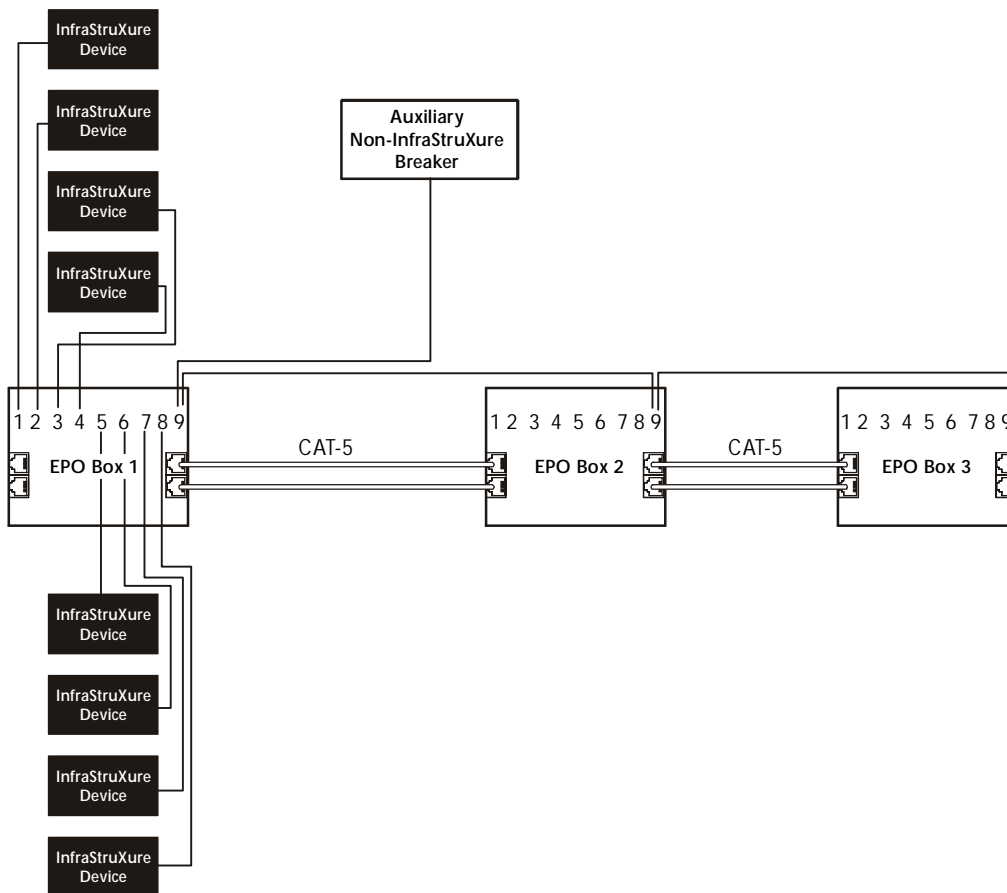 InfraStruXure
Device
InfraStruXure
Device
Auxiliary
Non-InfraStruXure
Breaker
InfraStruXure
Device
InfraStruXure
Device
1 2 3 4 5 6 7 8 9
1 2 3 4 5 6 7 8 9
1 2 3 4 5 6 7 8 9
CAT-5
CAT-5
EPO Box 1
EPO Box 2
EPO Box 3
InfraStruXure
Device
InfraStruXure
Device
InfraStruXure
Device
InfraStruXure
Device